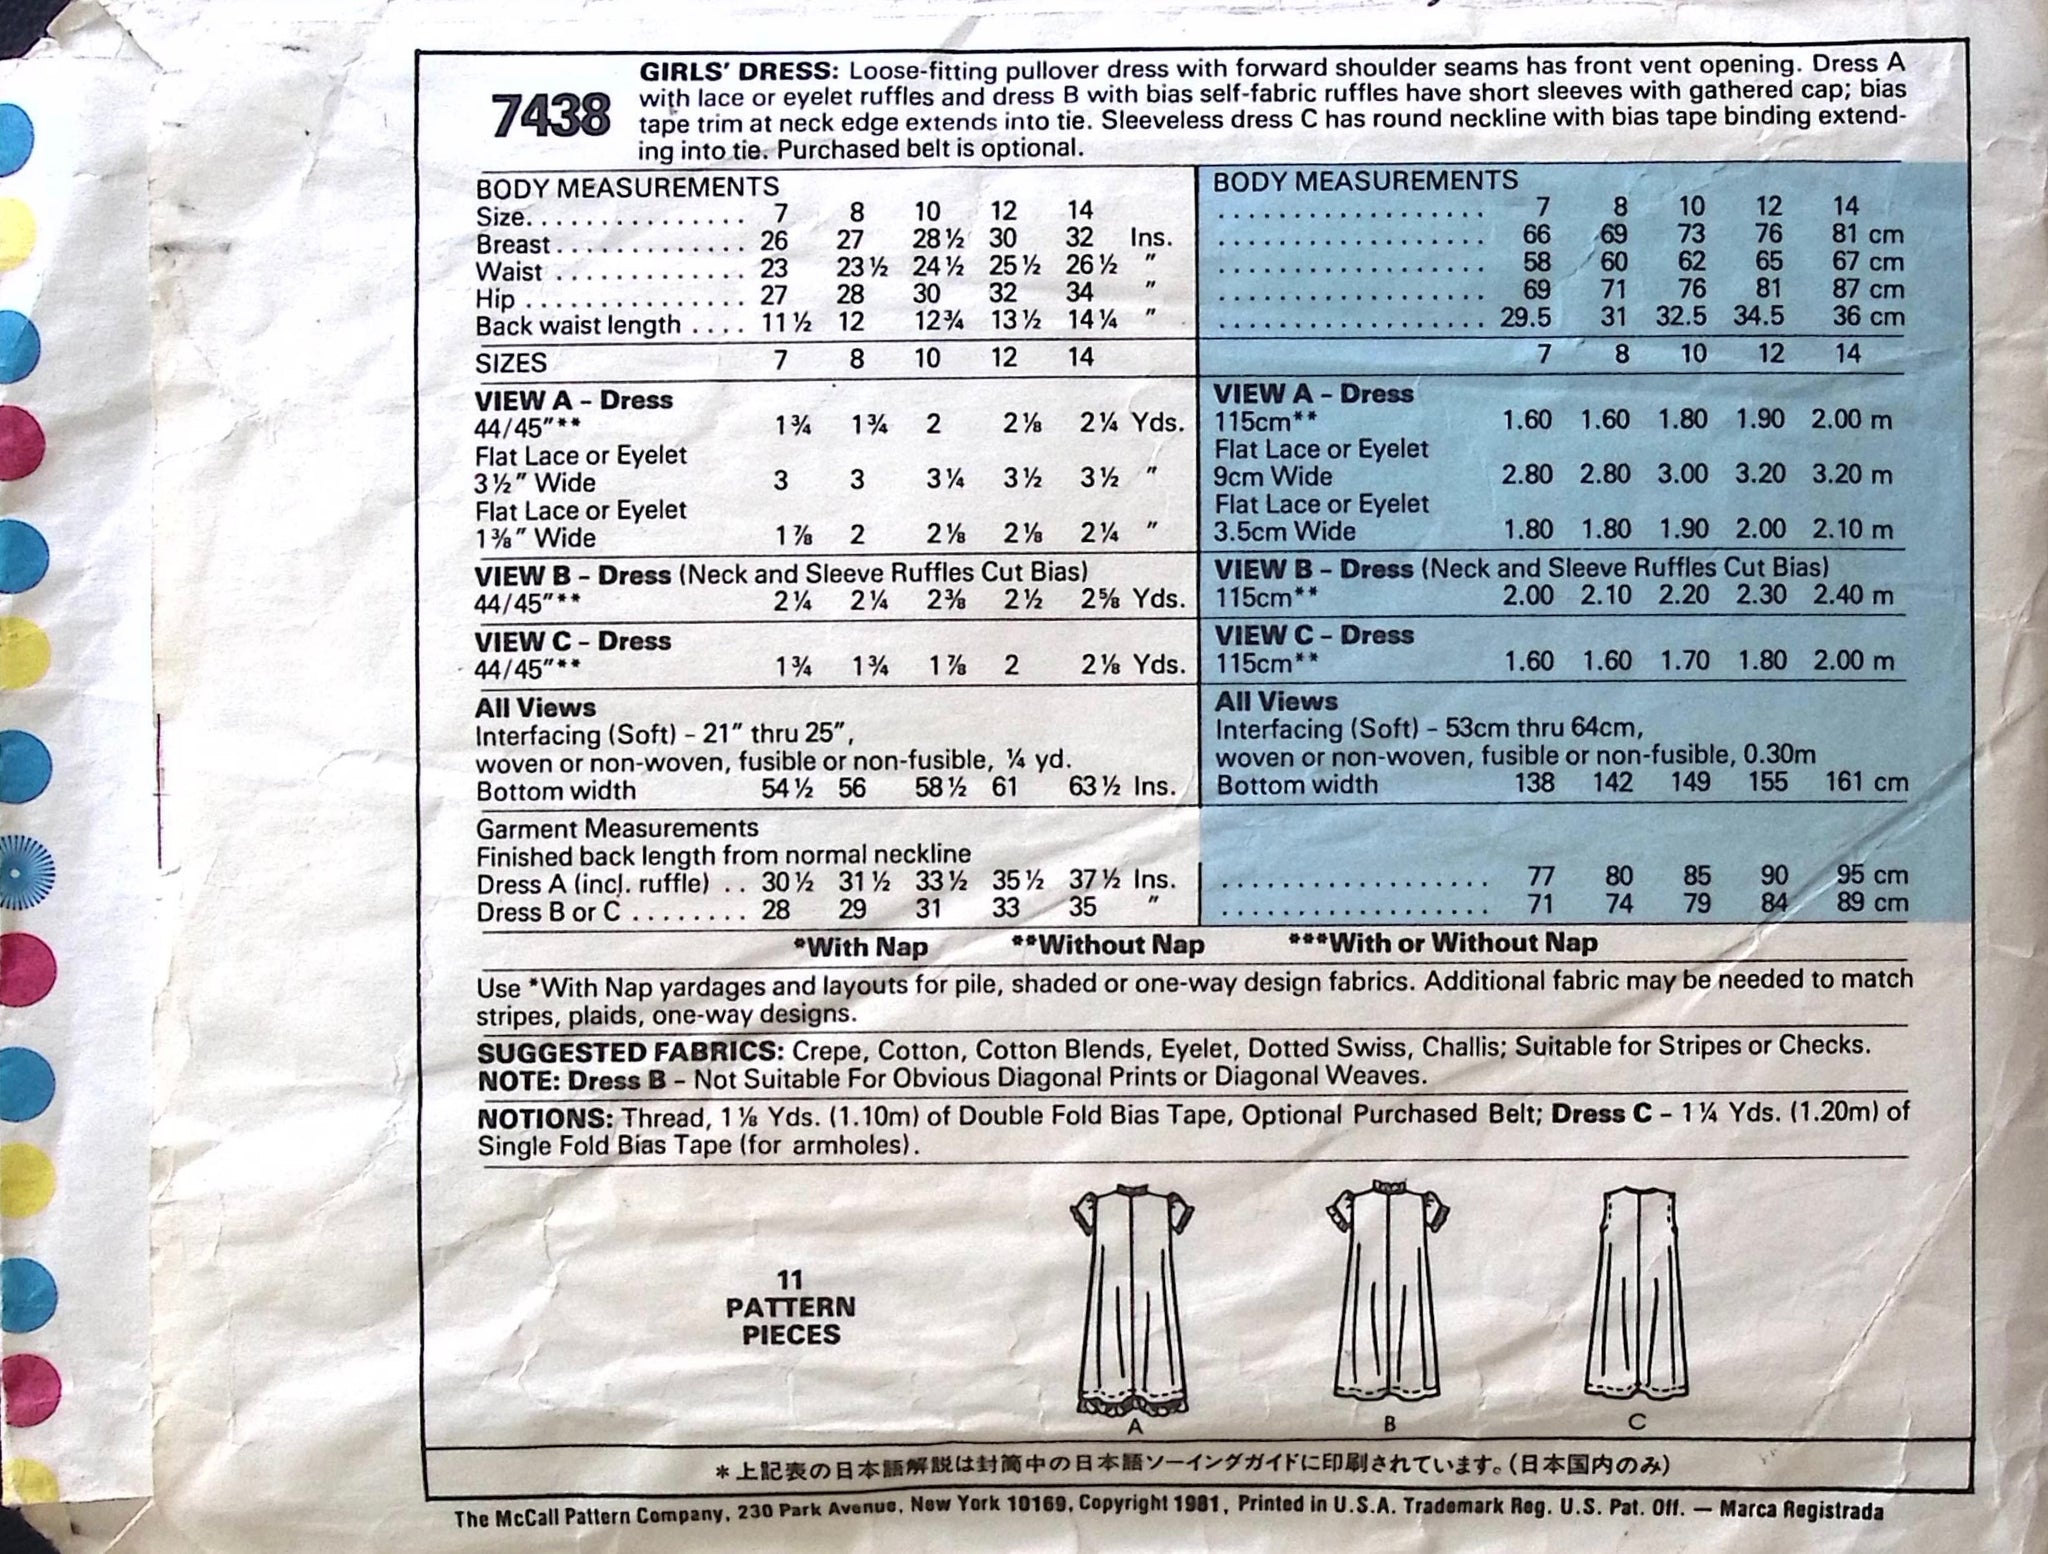 GIRLS' DRESS: Loose-fitting pullover dress with forward shoulder seams has front vent opening. Dress A
7438 with lace or eyelet ruffles and dress B with bias self-fabric ruffles have short sleeves with gathered cap; bias
tape trim at neck edge extends into tie. Sleeveless dress C has round neckline with bias tape binding extend-
ing into tie. Purchased belt is optional.
BODY MEASUREMENTS
Size. . . . . . . . . . . . . . . . 7 8 10 12 14
Breast . . . . . . . . . . . . . . 26 27 28½ 30 32 Ins.
Waist . . . . . . . . . . . . . . 23 23½ 24½ 25½ 26½ "
Hip . . . . . . . . . . . . . . . . 27 28 30 32 34 "
Back waist length . . . . 11½ 12 12¾ 13½ 14¼ "
SIZES 7 8 10 12 14
VIEW A – Dress
44/45"** 1¾ 1¾ 2 2⅛ 2¼ Yds.
Flat Lace or Eyelet
3½" Wide 3 3 3¼ 3½ 3½ "
Flat Lace or Eyelet
1⅜" Wide 1⅞ 2 2⅛ 2⅛ 2¼ "
VIEW B – Dress (Neck and Sleeve Ruffles Cut Bias)
44/45"** 2¼ 2¼ 2⅜ 2½ 2⅝ Yds.
VIEW C – Dress
44/45"** 1¾ 1¾ 1⅞ 2 2⅛ Yds.
All Views
Interfacing (Soft) – 21" thru 25",
woven or non-woven, fusible or non-fusible, ¼ yd.
Bottom width 54½ 56 58½ 61 63½ Ins.
Garment Measurements
Finished back length from normal neckline
Dress A (incl. ruffle) . . 30½ 31½ 33½ 35½ 37½ Ins.
Dress B or C . . . . . . . . 28 29 31 33 35 "
BODY MEASUREMENTS
. . . . . . . . . . . . . . . . . . 7 8 10 12 14
. . . . . . . . . . . . . . . . . . 66 69 73 76 81 cm
. . . . . . . . . . . . . . . . . . 58 60 62 65 67 cm
. . . . . . . . . . . . . . . . . . 69 71 76 81 87 cm
. . . . . . . . . . . . . . . . . . 29.5 31 32.5 34.5 36 cm
7 8 10 12 14
VIEW A – Dress
115cm** 1.60 1.60 1.80 1.90 2.00 m
Flat Lace or Eyelet
9cm Wide 2.80 2.80 3.00 3.20 3.20 m
Flat Lace or Eyelet
3.5cm Wide 1.80 1.80 1.90 2.00 2.10 m
VIEW B – Dress (Neck and Sleeve Ruffles Cut Bias)
115cm** 2.00 2.10 2.20 2.30 2.40 m
VIEW C – Dress
115cm** 1.60 1.60 1.70 1.80 2.00 m
All Views
Interfacing (Soft) – 53cm thru 64cm,
woven or non-woven, fusible or non-fusible, 0.30m
Bottom width 138 142 149 155 161 cm
. . . . . . . . . . . . . . . . . . 77 80 85 90 95 cm
. . . . . . . . . . . . . . . . . . 71 74 79 84 89 cm
*With Nap **Without Nap ***With or Without Nap
Use *With Nap yardages and layouts for pile, shaded or one-way design fabrics. Additional fabric may be needed to match
stripes, plaids, one-way designs.
SUGGESTED FABRICS: Crepe, Cotton, Cotton Blends, Eyelet, Dotted Swiss, Challis; Suitable for Stripes or Checks.
NOTE: Dress B – Not Suitable For Obvious Diagonal Prints or Diagonal Weaves.
NOTIONS: Thread, 1⅛ Yds. (1.10m) of Double Fold Bias Tape, Optional Purchased Belt; Dress C – 1¼ Yds. (1.20m) of
Single Fold Bias Tape (for armholes).
11
PATTERN
PIECES
A B C
*上記表の日本語解説は封筒中の日本語ソーイングガイドに印刷されています。(日本国内のみ)
The McCall Pattern Company, 230 Park Avenue, New York 10169, Copyright 1981, Printed in U.S.A. Trademark Reg. U.S. Pat. Off. — Marca Registrada